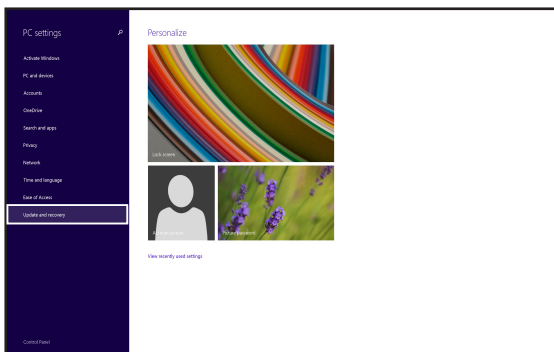 PC settings
Activate Windows
PC and devices
Accounts
OneDrive
Search and apps
Privacy
Network
Time and language
Ease of Access
Update and recovery
Control Panel
Personalize
Lock screen
Account picture
Picture password
View recently used settings